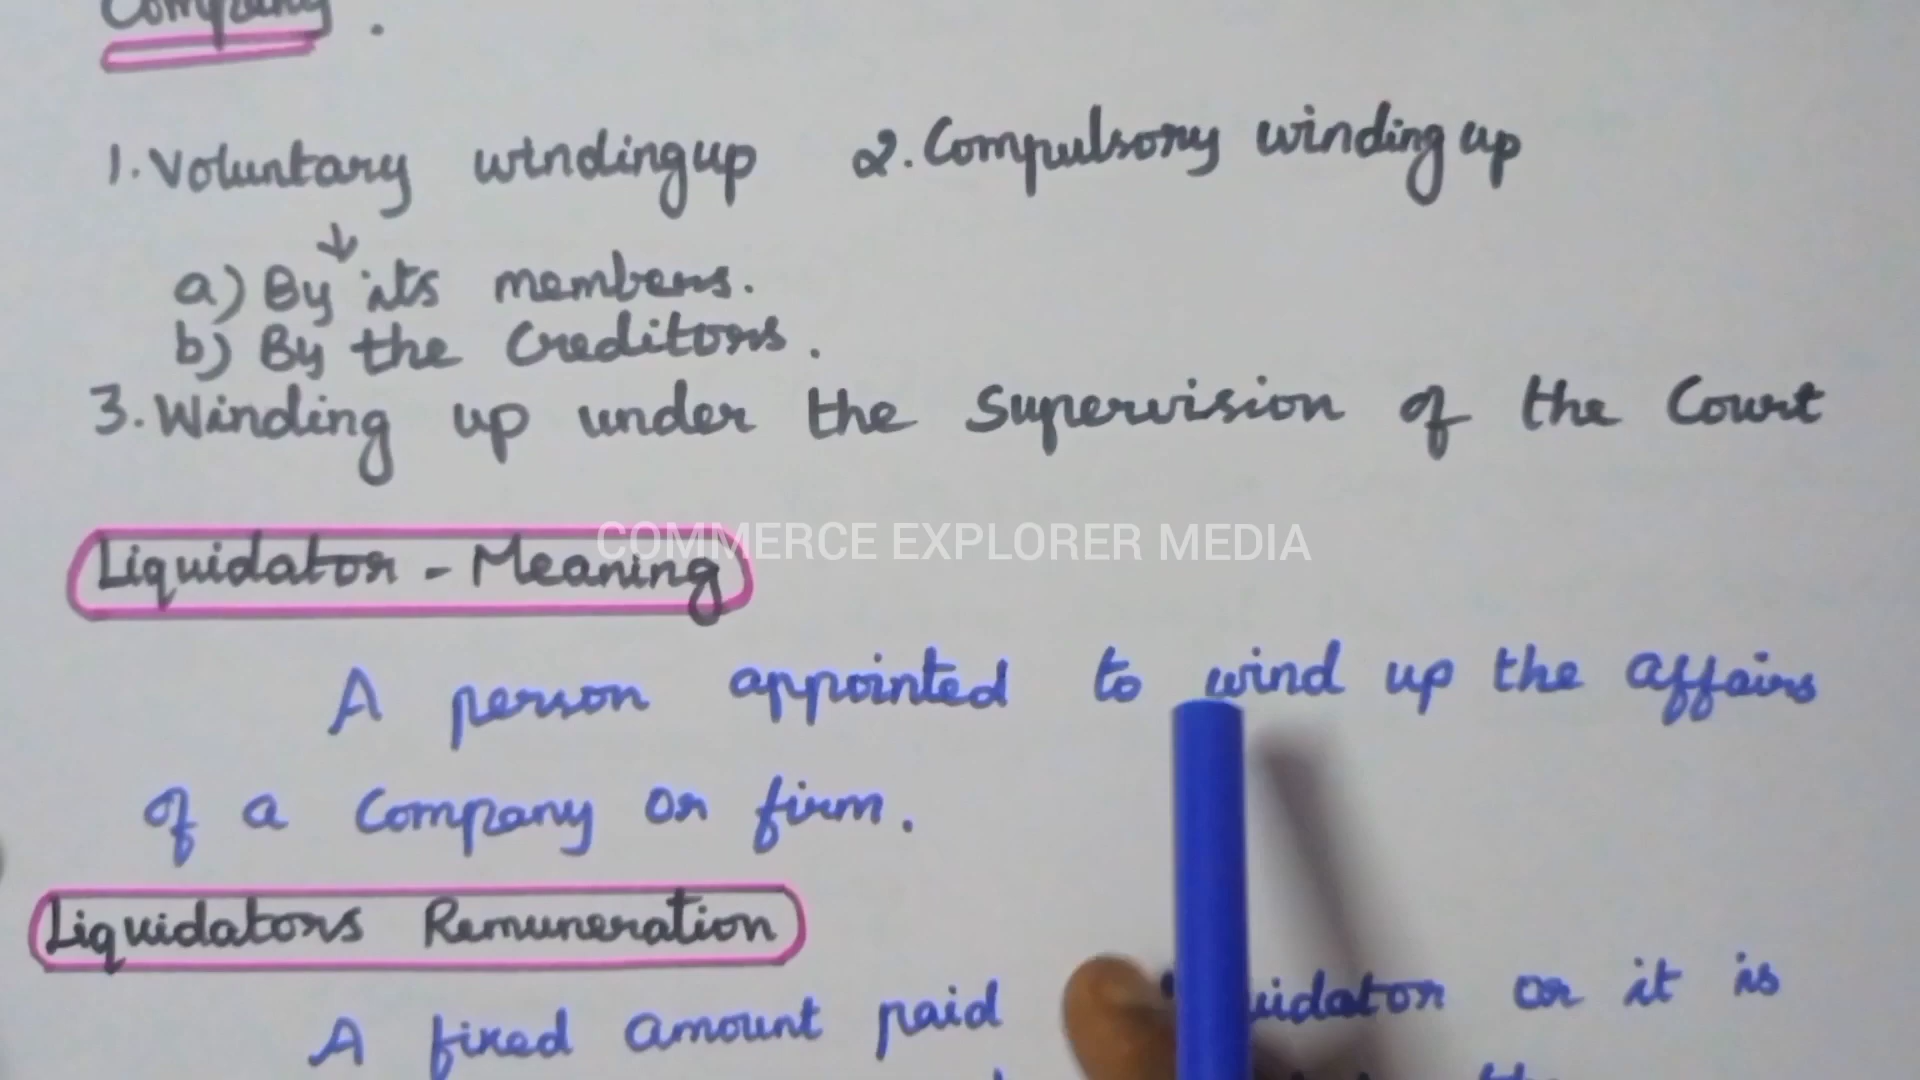 Company.
1. Voluntary windingup 2. Compulsory winding up
a) By its members.
b) By the Creditors.
3. Winding up under the Supervision of the Court
COMMERCE EXPLORER MEDIA
Liquidator - Meaning
A person appointed to wind up the affairs
of a Company or firm.
Liquidators Remuneration
A fixed amount paid or it is